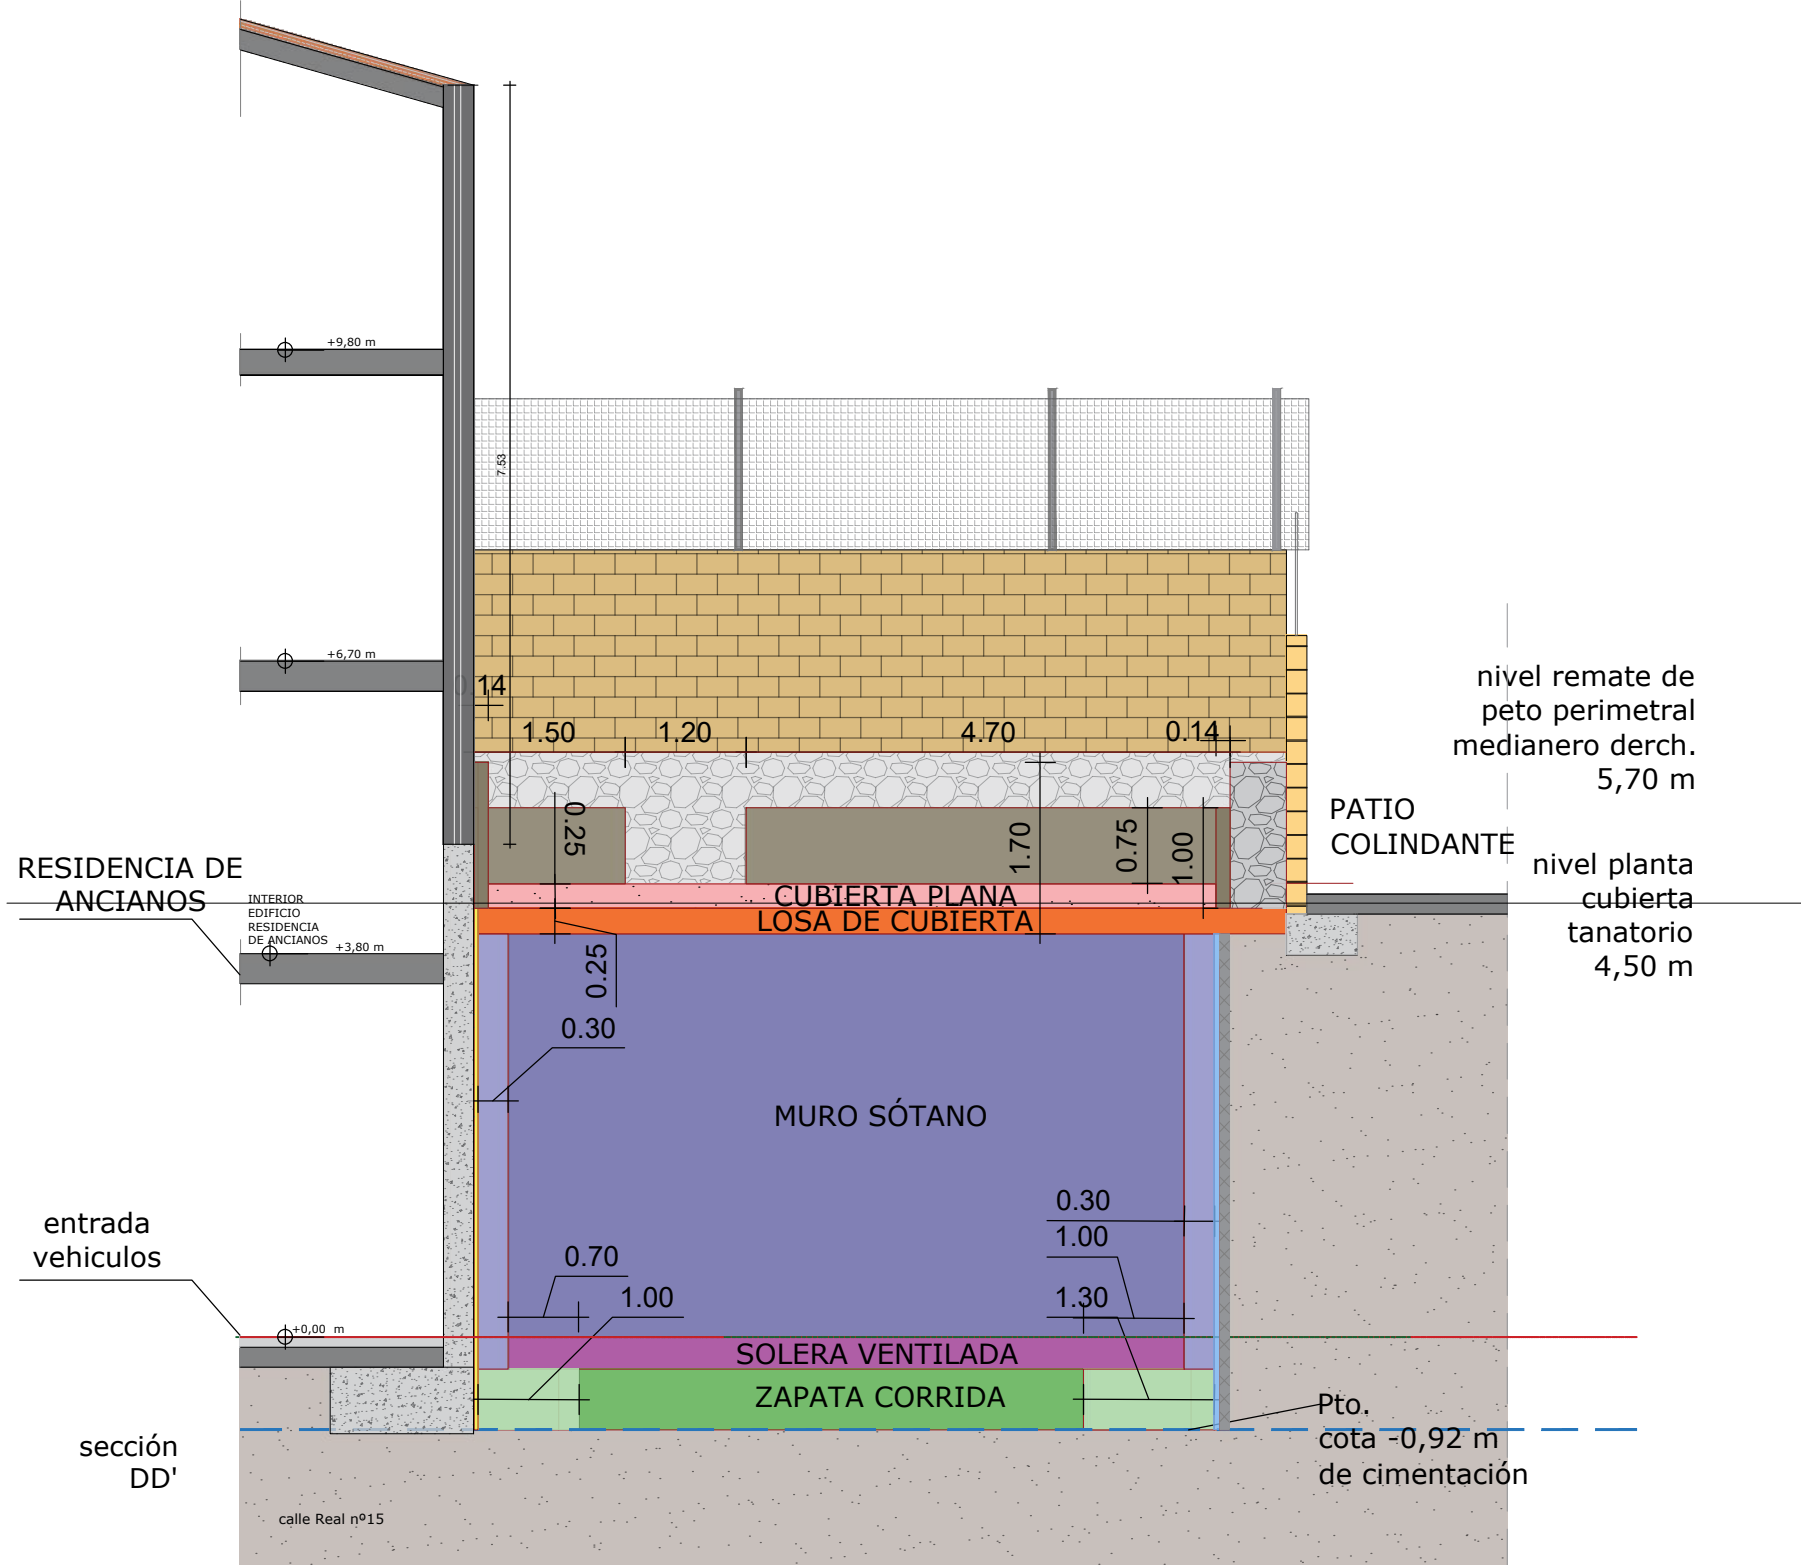 +9,80 m
7.53
+6,70 m
0.14
1.50
1.20
4.70
0.14
nivel remate de
peto perimetral
medianero derch.
5,70 m
PATIO
COLINDANTE
0.25
1.70
0.75
1.00
RESIDENCIA DE
ANCIANOS
INTERIOR
EDIFICIO
RESIDENCIA
DE ANCIANOS
+3,80 m
CUBIERTA PLANA
LOSA DE CUBIERTA
nivel planta
cubierta
tanatorio
4,50 m
0.25
0.30
MURO SÓTANO
0.30
1.00
1.30
0.70
1.00
entrada
vehiculos
+0,00 m
SOLERA VENTILADA
ZAPATA CORRIDA
Pto.
cota -0,92 m
de cimentación
sección
DD'
calle Real nº15